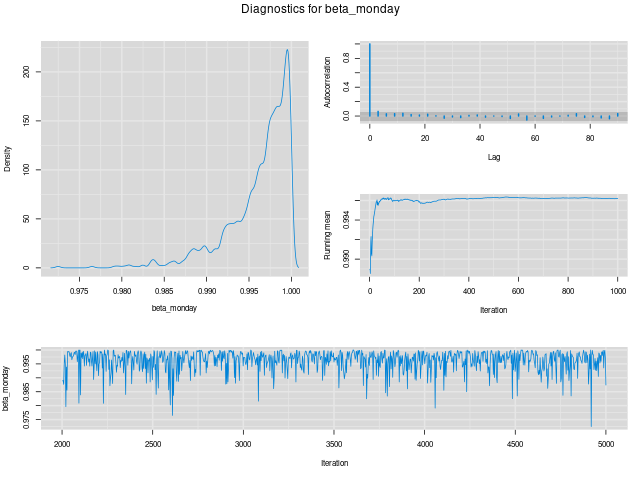 Diagnostics for beta_monday
Density
0 50 100 150 200
0.975 0.980 0.985 0.990 0.995 1.000
beta_monday
Autocorrelation
0.0 0.4 0.8
0 20 40 60 80
Lag
Running mean
0.990 0.994
0 200 400 600 800 1000
Iteration
beta_monday
0.975 0.985 0.995
2000 2500 3000 3500 4000 4500 5000
Iteration